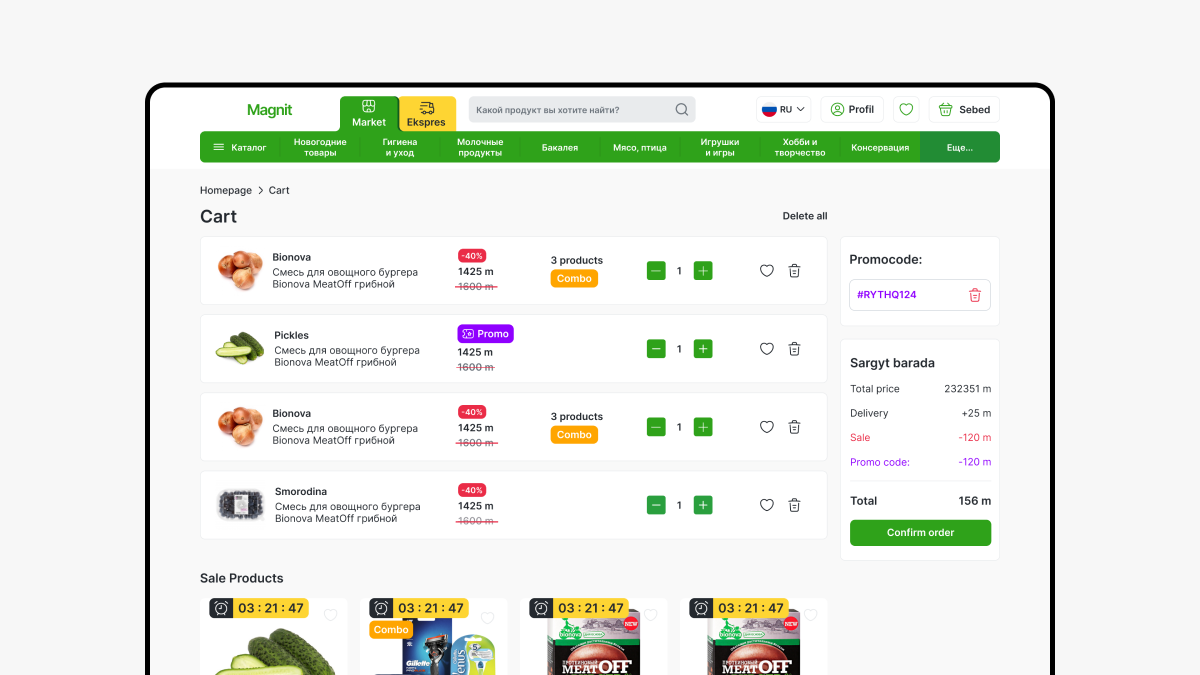 Magnit
Market
Ekspres
Какой продукт вы хотите найти?
RU
Profil
Sebed
Каталог
Новогодние
товары
Гигиена
и уход
Молочные
продукты
Бакалея
Мясо, птица
Игрушки
и игры
Хобби и
творчество
Консервация
Еще...
Homepage > Cart
Cart
Delete all
Bionova
Смесь для овощного бургера
Bionova MeatOff грибной
-40%
1425 m
1600 m
3 products
Combo
1
Pickles
Смесь для овощного бургера
Bionova MeatOff грибной
Promo
1425 m
1600 m
1
Bionova
Смесь для овощного бургера
Bionova MeatOff грибной
-40%
1425 m
1600 m
3 products
Combo
1
Smorodina
Смесь для овощного бургера
Bionova MeatOff грибной
-40%
1425 m
1600 m
1
Promocode:
#RYTHQ124
Sargyt barada
Total price 232351 m
Delivery +25 m
Sale -120 m
Promo code: -120 m
Total 156 m
Confirm order
Sale Products
03 : 21 : 47
03 : 21 : 47
Combo
Gillette
03 : 21 : 47
NEW
bionova
ПРОТЕИНОВЫЙ
MEATOFF
03 : 21 : 47
NEW
bionova
ПРОТЕИНОВЫЙ
MEATOFF